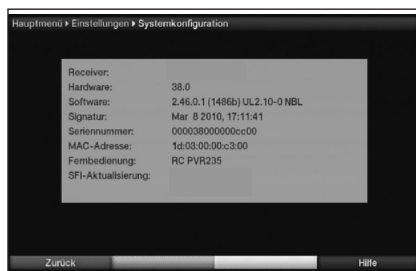 Hauptmenü ▸ Einstellungen ▸ Systemkonfiguration
Receiver:
Hardware: 38.0
Software: 2.46.0.1 (1486b) UL2.10-0 NBL
Signatur: Mar 8 2010, 17:11:41
Seriennummer: 000038000000cc00
MAC-Adresse: 1d:03:00:00:c3:00
Fernbedienung: RC PVR235
SFI-Aktualisierung:
Zurück Hilfe